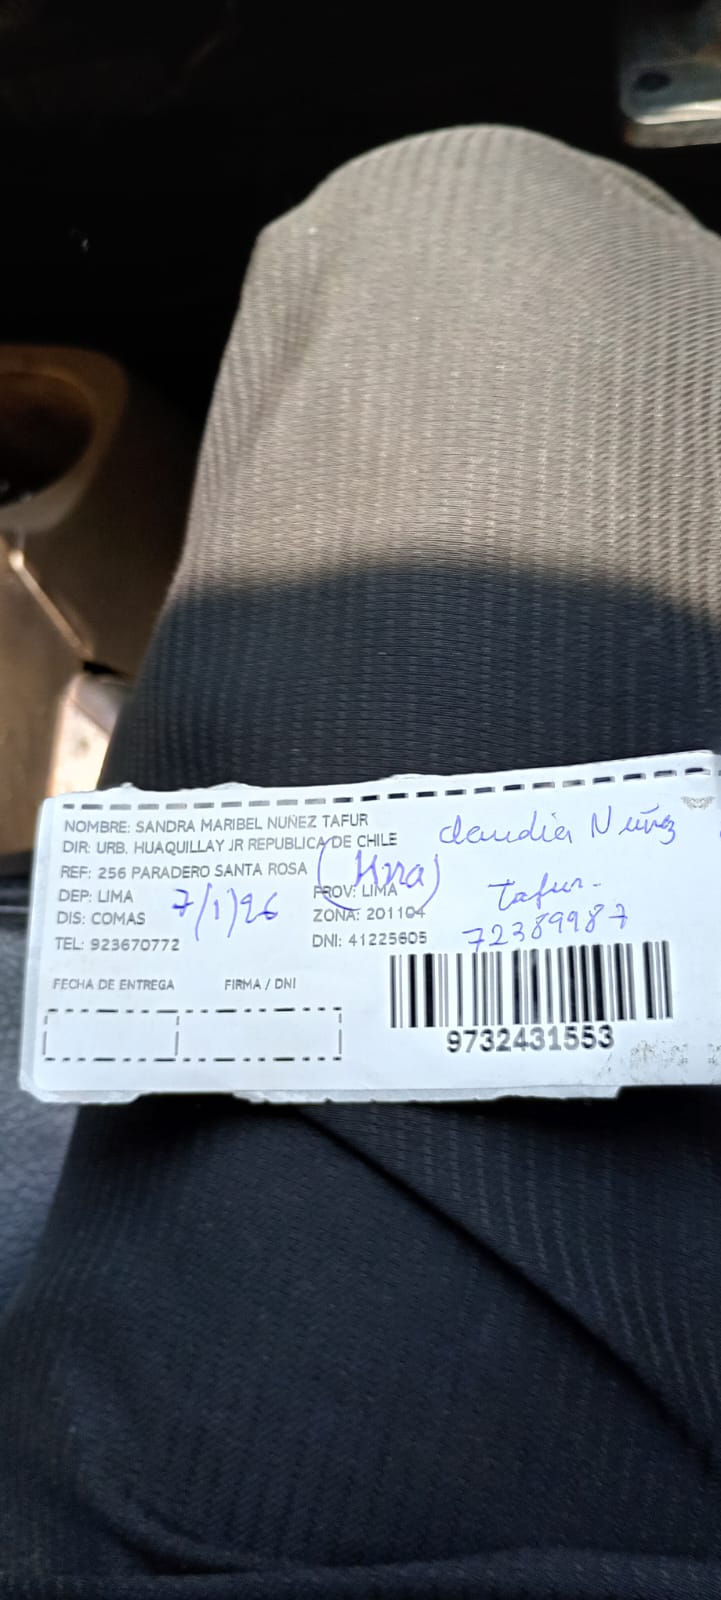 NOMBRE: SANDRA MARIBEL NUÑEZ TAFUR
DIR: URB. HUAQUILLAY JR REPUBLICA DE CHILE
REF: 256 PARADERO SANTA ROSA
(Hna)
DEP: LIMA PROV: LIMA
7/1/26
DIS: COMAS ZONA: 201104
TEL: 923670772 DNI: 41225605
Claudia Nuñez
Tafur.
72389987
FECHA DE ENTREGA FIRMA / DNI
9732431553